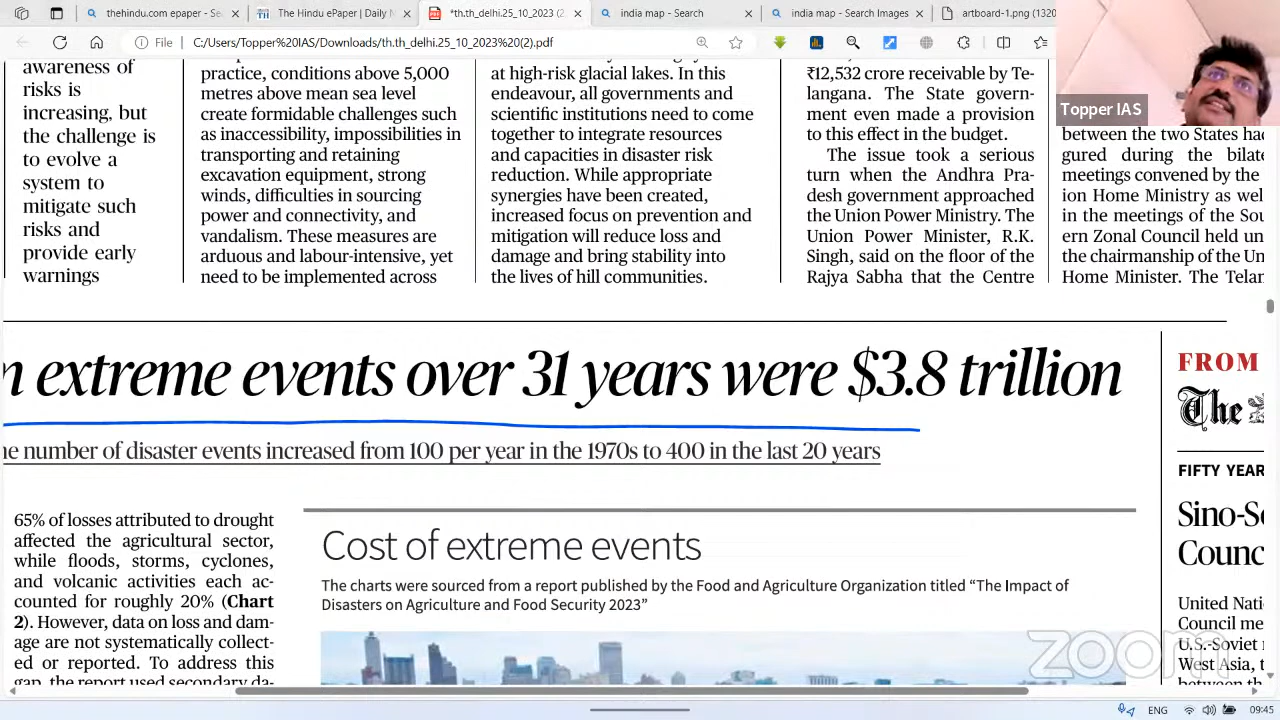 thehindu.com epaper - Se
The Hindu ePaper | Daily N
*th.th_delhi.25_10_2023 (2).p
india map - Search
india map - Search Images
artboard-1.png (1320
File
C:/Users/Topper%20IAS/Downloads/th.th_delhi.25_10_2023%20(2).pdf
Topper IAS
awareness of
risks is
increasing, but
the challenge is
to evolve a
system to
mitigate such
risks and
provide early
warnings
practice, conditions above 5,000
metres above mean sea level
create formidable challenges such
as inaccessibility, impossibilities in
transporting and retaining
excavation equipment, strong
winds, difficulties in sourcing
power and connectivity, and
vandalism. These measures are
arduous and labour-intensive, yet
need to be implemented across
at high-risk glacial lakes. In this
endeavour, all governments and
scientific institutions need to come
together to integrate resources
and capacities in disaster risk
reduction. While appropriate
synergies have been created,
increased focus on prevention and
mitigation will reduce loss and
damage and bring stability into
the lives of hill communities.
₹12,532 crore receivable by Te-
langana. The State govern-
ment even made a provision
to this effect in the budget.
The issue took a serious
turn when the Andhra Pra-
desh government approached
the Union Power Ministry. The
Union Power Minister, R.K.
Singh, said on the floor of the
Rajya Sabha that the Centre
between the two States had
gured during the bilate
meetings convened by the
ion Home Ministry as wel
in the meetings of the Sou
ern Zonal Council held un
the chairmanship of the Un
Home Minister. The Telan
n extreme events over 31 years were $3.8 trillion
he number of disaster events increased from 100 per year in the 1970s to 400 in the last 20 years
65% of losses attributed to drought
affected the agricultural sector,
while floods, storms, cyclones,
and volcanic activities each ac-
counted for roughly 20% (Chart
2). However, data on loss and dam-
age are not systematically collect-
ed or reported. To address this
gap, the report used secondary da-
Cost of extreme events
The charts were sourced from a report published by the Food and Agriculture Organization titled “The Impact of
Disasters on Agriculture and Food Security 2023”
FROM
The
FIFTY YEAR
Sino-So
Counc
United Nati
Council me
U.S.-Soviet
West Asia, t
between th
zoom
ENG
09:45